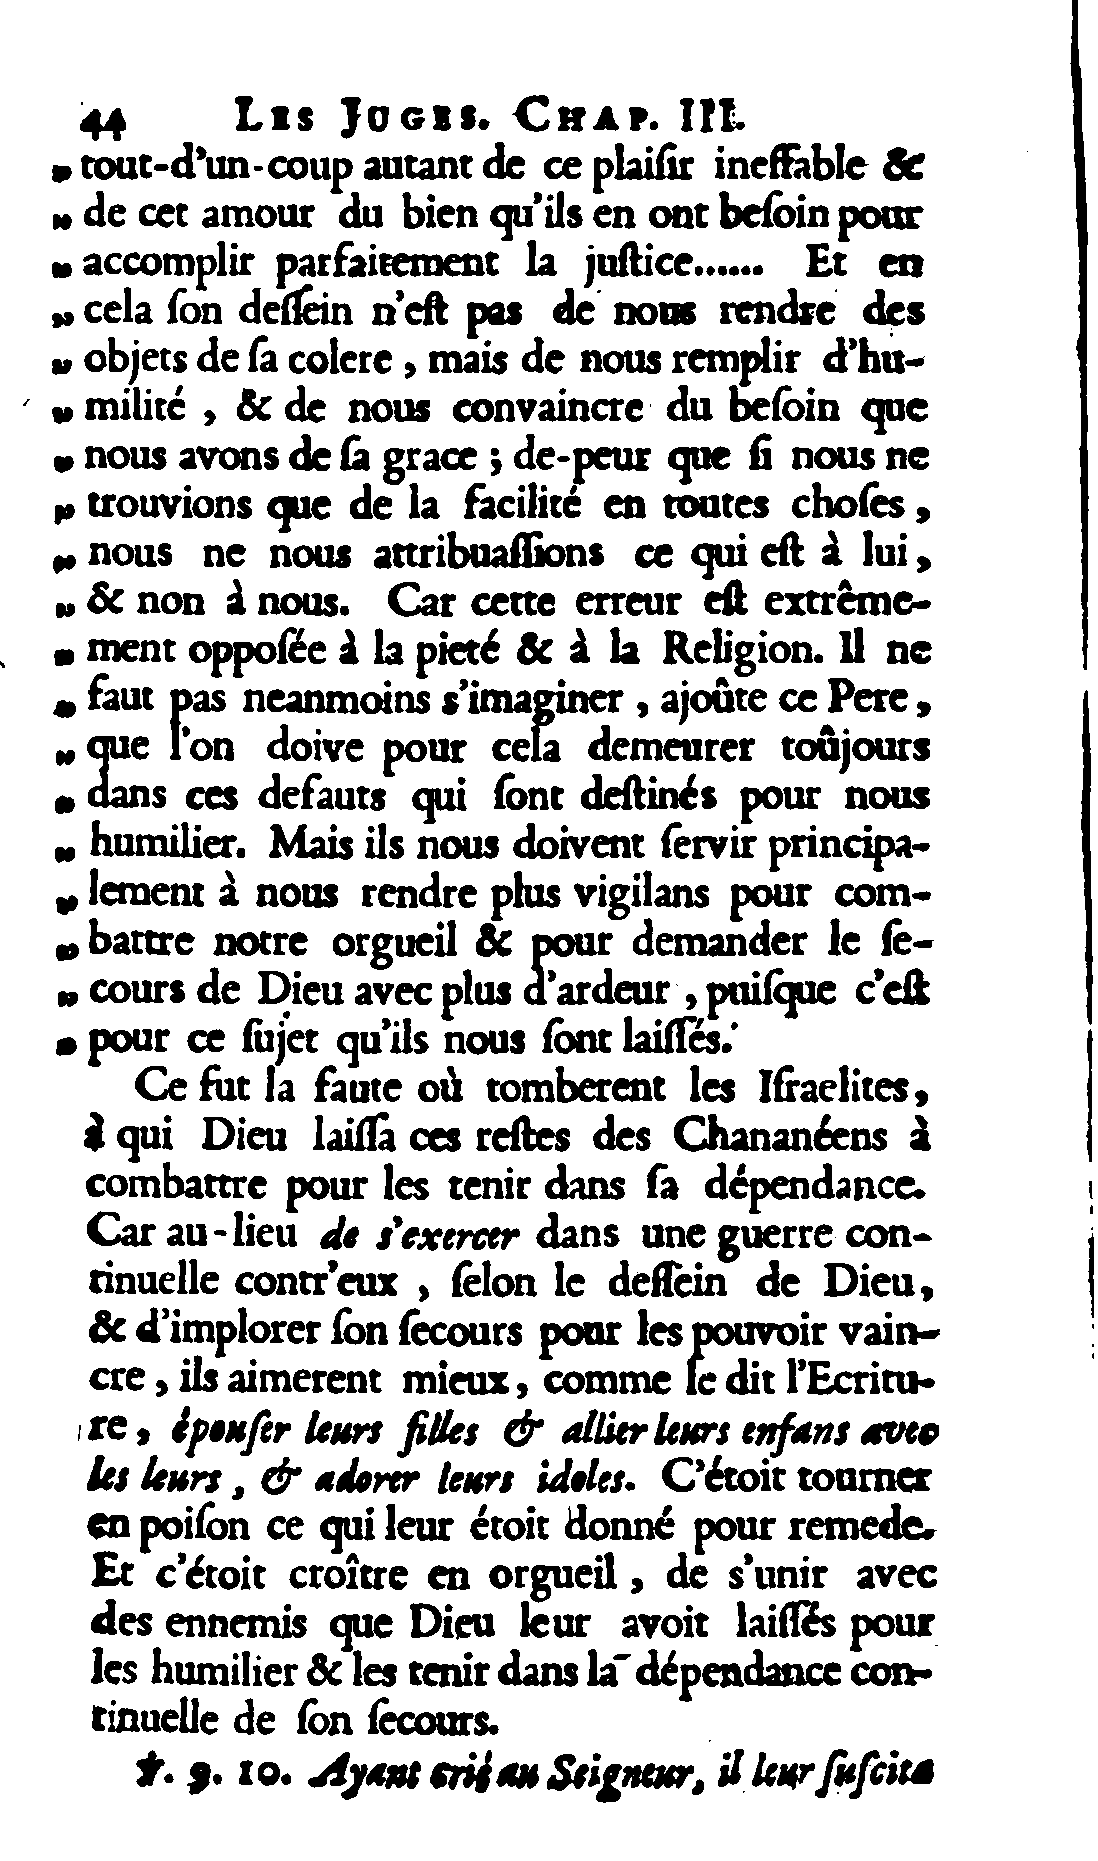 44 LES JUGES. CHAP. III.
„ tout-d'un-coup autant de ce plaiſir ineffable &
„ de cet amour du bien qu'ils en ont beſoin pour
„ accomplir parfaitement la juſtice...... Et en
„ cela ſon deſſein n'eſt pas de nous rendre des
„ objets de ſa colere , mais de nous remplir d'hu-
„ milité , & de nous convaincre du beſoin que
„ nous avons de ſa grace ; de-peur que ſi nous ne
„ trouvions que de la facilité en toutes choſes ,
„ nous ne nous attribuaſſions ce qui eſt à lui ,
„ & non à nous. Car cette erreur eſt extrême-
„ ment oppoſée à la pieté & à la Religion. Il ne
„ faut pas neanmoins s'imaginer , ajoûte ce Pere ,
„ que l'on doive pour cela demeurer toûjours
„ dans ces defauts qui ſont deſtinés pour nous
„ humilier. Mais ils nous doivent ſervir principa-
„ lement à nous rendre plus vigilans pour com-
„ battre notre orgueil & pour demander le ſe-
„ cours de Dieu avec plus d'ardeur , puiſque c'eſt
„ pour ce ſujet qu'ils nous ſont laiſſés.
Ce fut la faute où tomberent les Iſraelites ,
à qui Dieu laiſſa ces reſtes des Chananéens à
combattre pour les tenir dans ſa dépendance.
Car au-lieu de s'exercer dans une guerre con-
tinuelle contr'eux , ſelon le deſſein de Dieu ,
& d'implorer ſon ſecours pour les pouvoir vain-
cre , ils aimerent mieux , comme le dit l'Ecritu-
re , épouſer leurs filles & allier leurs enfans avec
les leurs , & adorer leurs idoles. C'étoit tourner
en poiſon ce qui leur étoit donné pour remede.
Et c'étoit croître en orgueil , de s'unir avec
des ennemis que Dieu leur avoit laiſſés pour
les humilier & les tenir dans la dépendance con-
tinuelle de ſon ſecours.
℣. 9. 10. Ayant crié au Seigneur, il leur ſuſcita